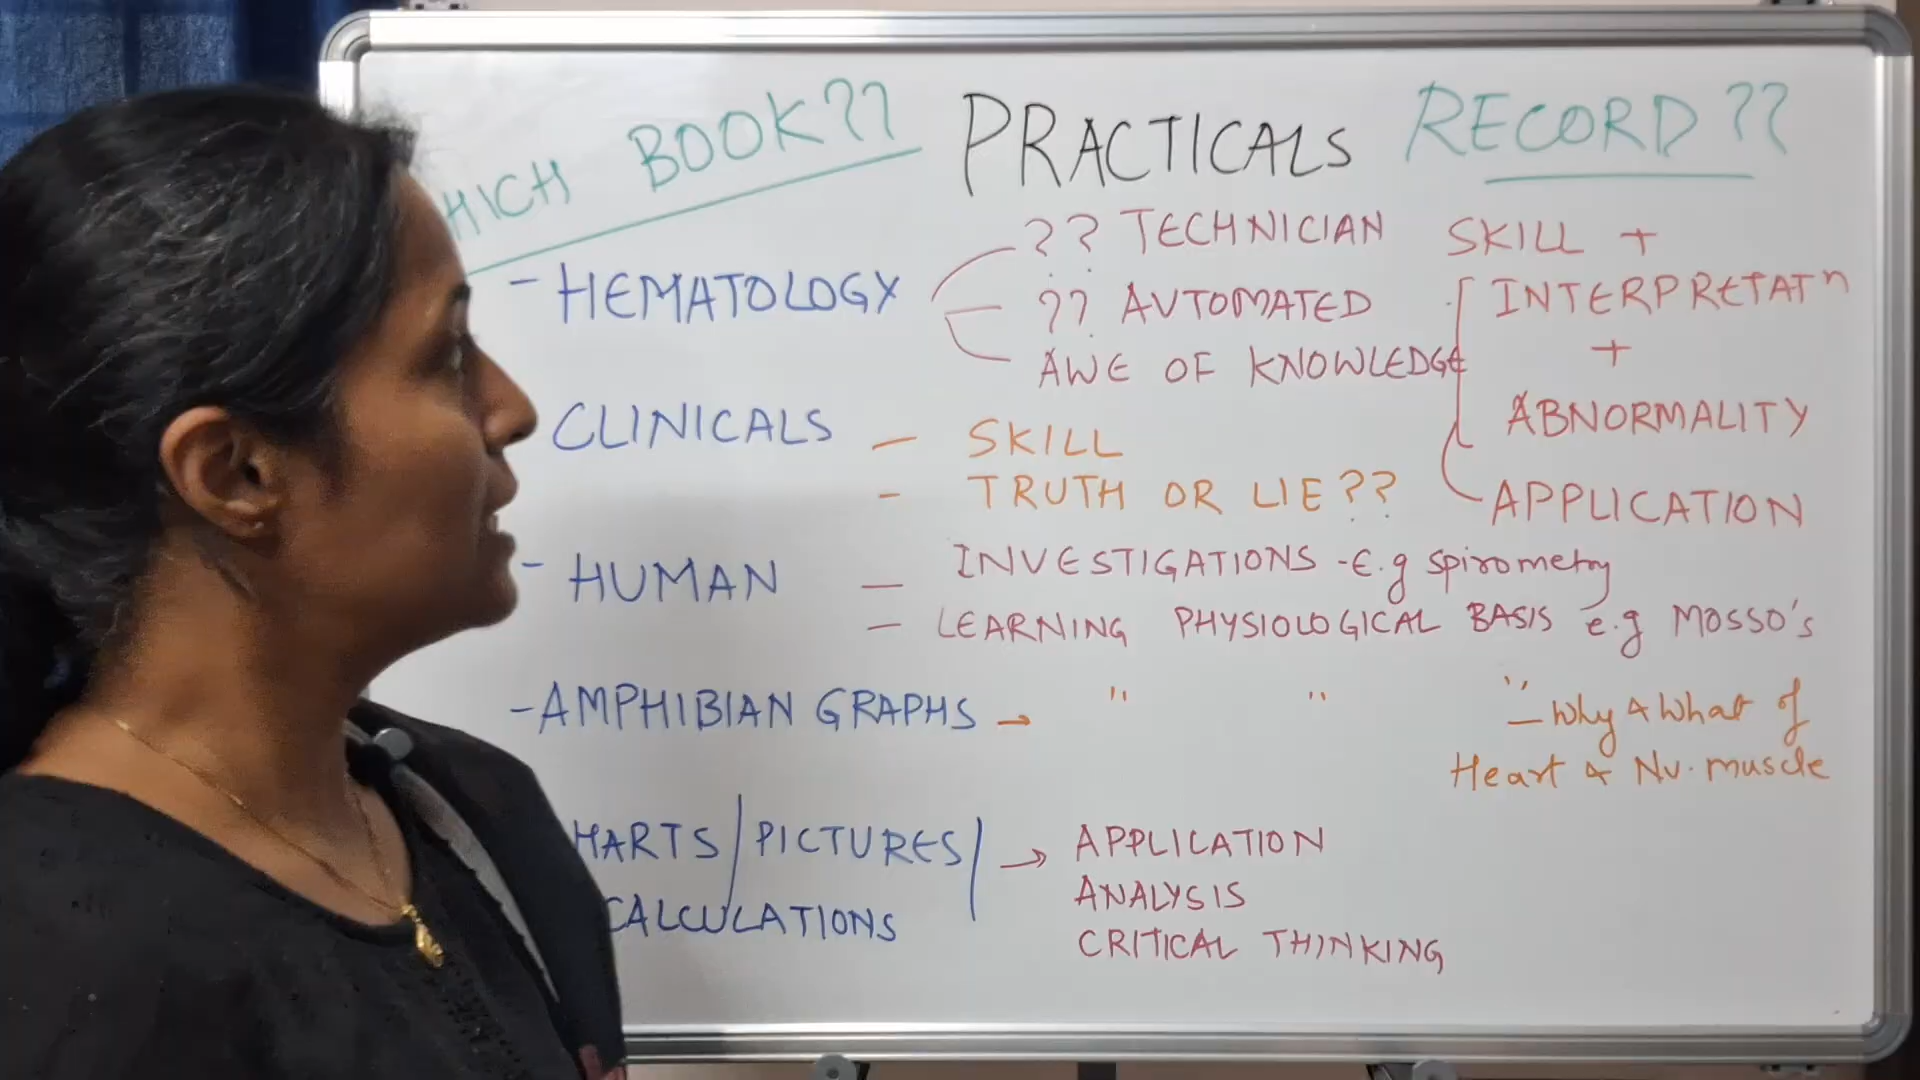 HICH BOOK??
PRACTICALS
RECORD??
- HEMATOLOGY
?? TECHNICIAN
?? AUTOMATED
AWE OF KNOWLEDGE
SKILL +
INTERPRETATn
+
ABNORMALITY
APPLICATION
CLINICALS
- SKILL
- TRUTH OR LIE??
- HUMAN
- INVESTIGATIONS - E.g spirometry
- LEARNING PHYSIOLOGICAL BASIS e.g MOSSO'S
- AMPHIBIAN GRAPHS → " " "
- Why & What of
Heart & Nv. muscle
HARTS / PICTURES /
CALCULATIONS
→ APPLICATION
ANALYSIS
CRITICAL THINKING